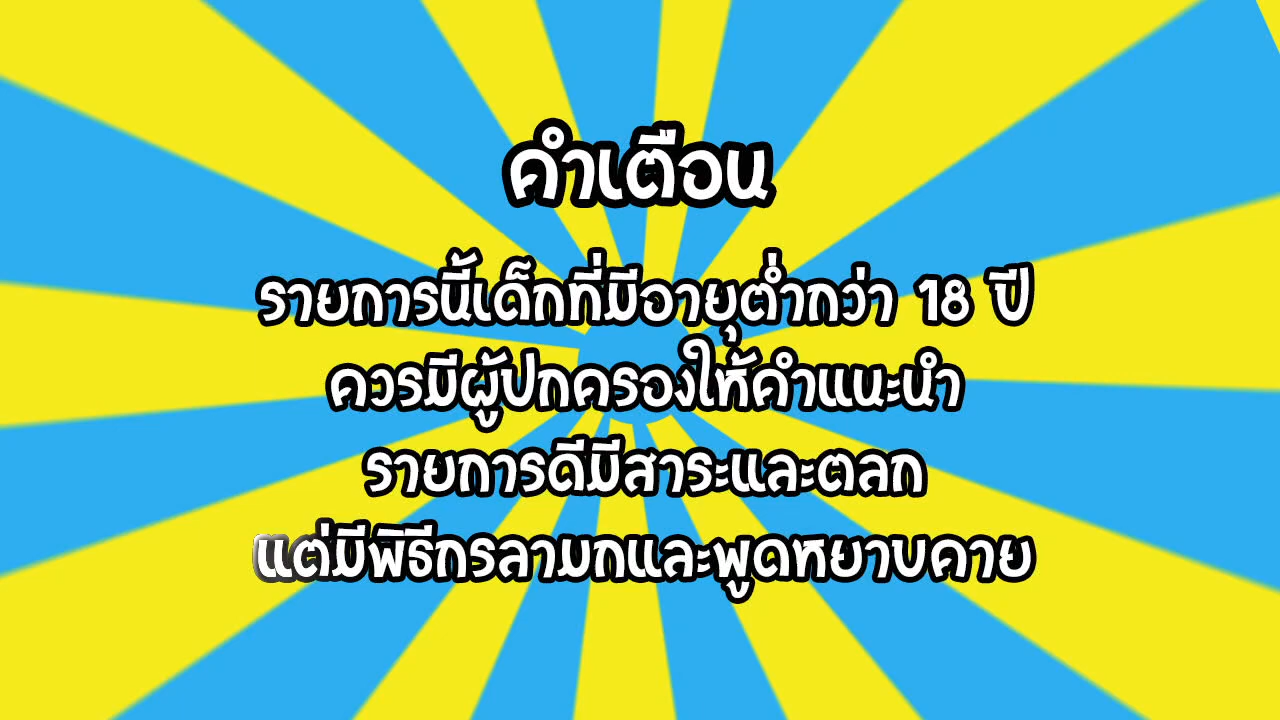 คำเตือน
รายการนี้เด็กที่มีอายุต่ำกว่า 18 ปี
ควรมีผู้ปกครองให้คำแนะนำ
รายการดีมีสาระและตลก
แต่มีพิธีกรลามกและพูดหยาบคาย